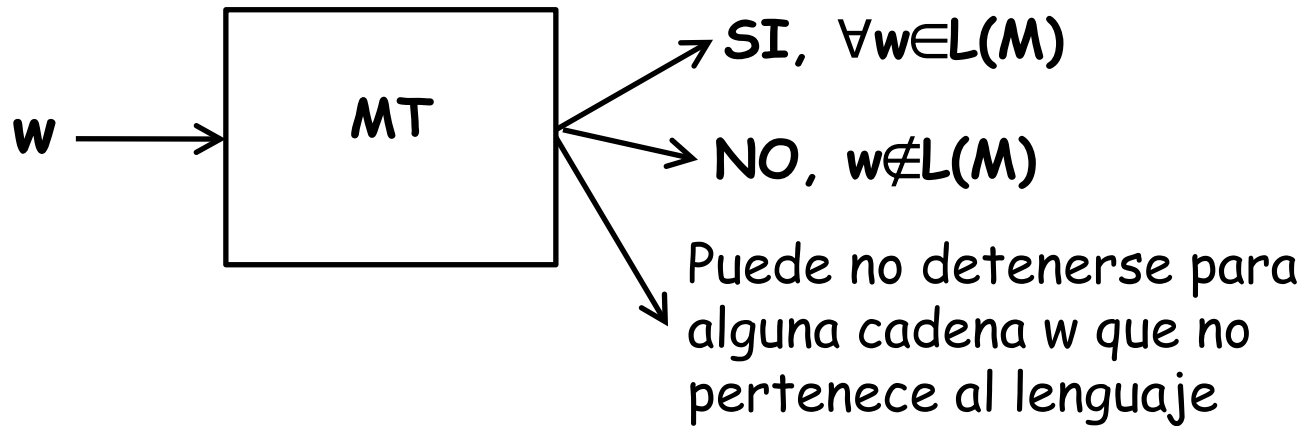 SI, ∀w∈L(M)
MT
w
NO, w∉L(M)
Puede no detenerse para
alguna cadena w que no
pertenece al lenguaje